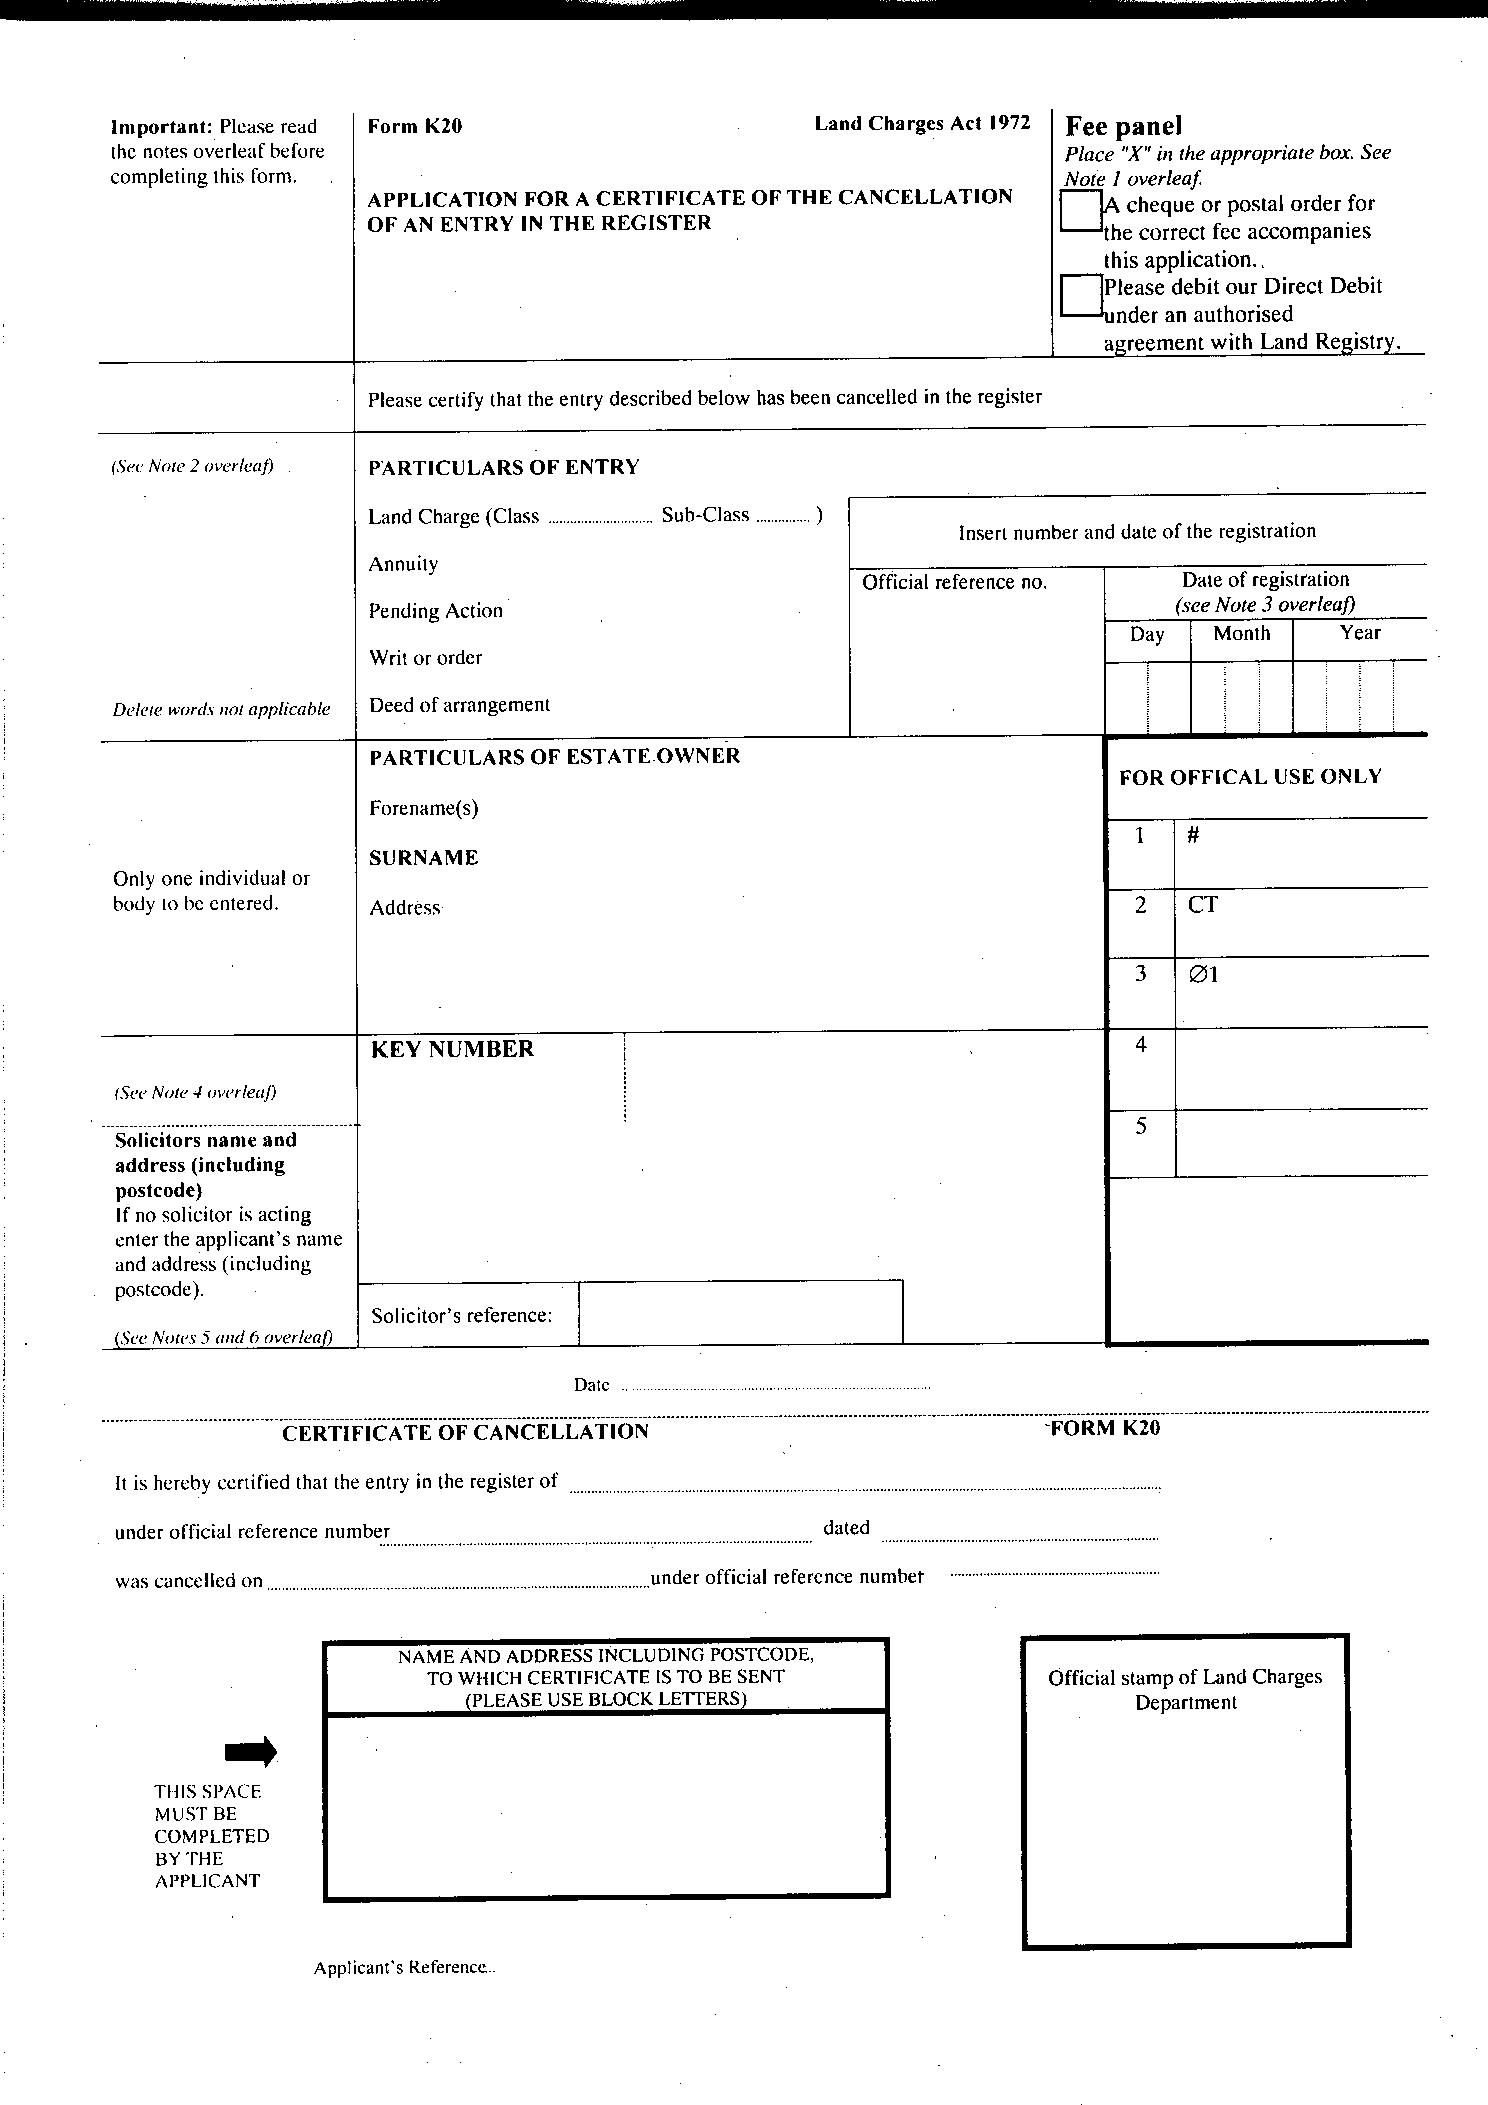 Important: Please read
the notes overleaf before
completing this form.
Form K20
Land Charges Act 1972
APPLICATION FOR A CERTIFICATE OF THE CANCELLATION
OF AN ENTRY IN THE REGISTER
Fee panel
Place "X" in the appropriate box. See
Note 1 overleaf.
A cheque or postal order for
the correct fee accompanies
this application..
Please debit our Direct Debit
under an authorised
agreement with Land Registry.
Please certify that the entry described below has been cancelled in the register
(See Note 2 overleaf)
Delete words not applicable
PARTICULARS OF ENTRY
Land Charge (Class ............................ Sub-Class .............. )
Annuity
Pending Action
Writ or order
Deed of arrangement
Insert number and date of the registration
Official reference no.
Date of registration
(see Note 3 overleaf)
Day Month Year
Only one individual or
body to be entered.
PARTICULARS OF ESTATE OWNER
Forename(s)
SURNAME
Address
FOR OFFICAL USE ONLY
1 #
2 CT
3 Ø1
4
5
(See Note 4 overleaf)
KEY NUMBER
Solicitors name and
address (including
postcode)
If no solicitor is acting
enter the applicant's name
and address (including
postcode).
(See Notes 5 and 6 overleaf)
Solicitor's reference:
Date ................................................
CERTIFICATE OF CANCELLATION
FORM K20
It is hereby certified that the entry in the register of ................................................
under official reference number ................................ dated ................................
was cancelled on ................................ under official reference number ................................
NAME AND ADDRESS INCLUDING POSTCODE,
TO WHICH CERTIFICATE IS TO BE SENT
(PLEASE USE BLOCK LETTERS)
Official stamp of Land Charges
Department
THIS SPACE
MUST BE
COMPLETED
BY THE
APPLICANT
Applicant's Reference..